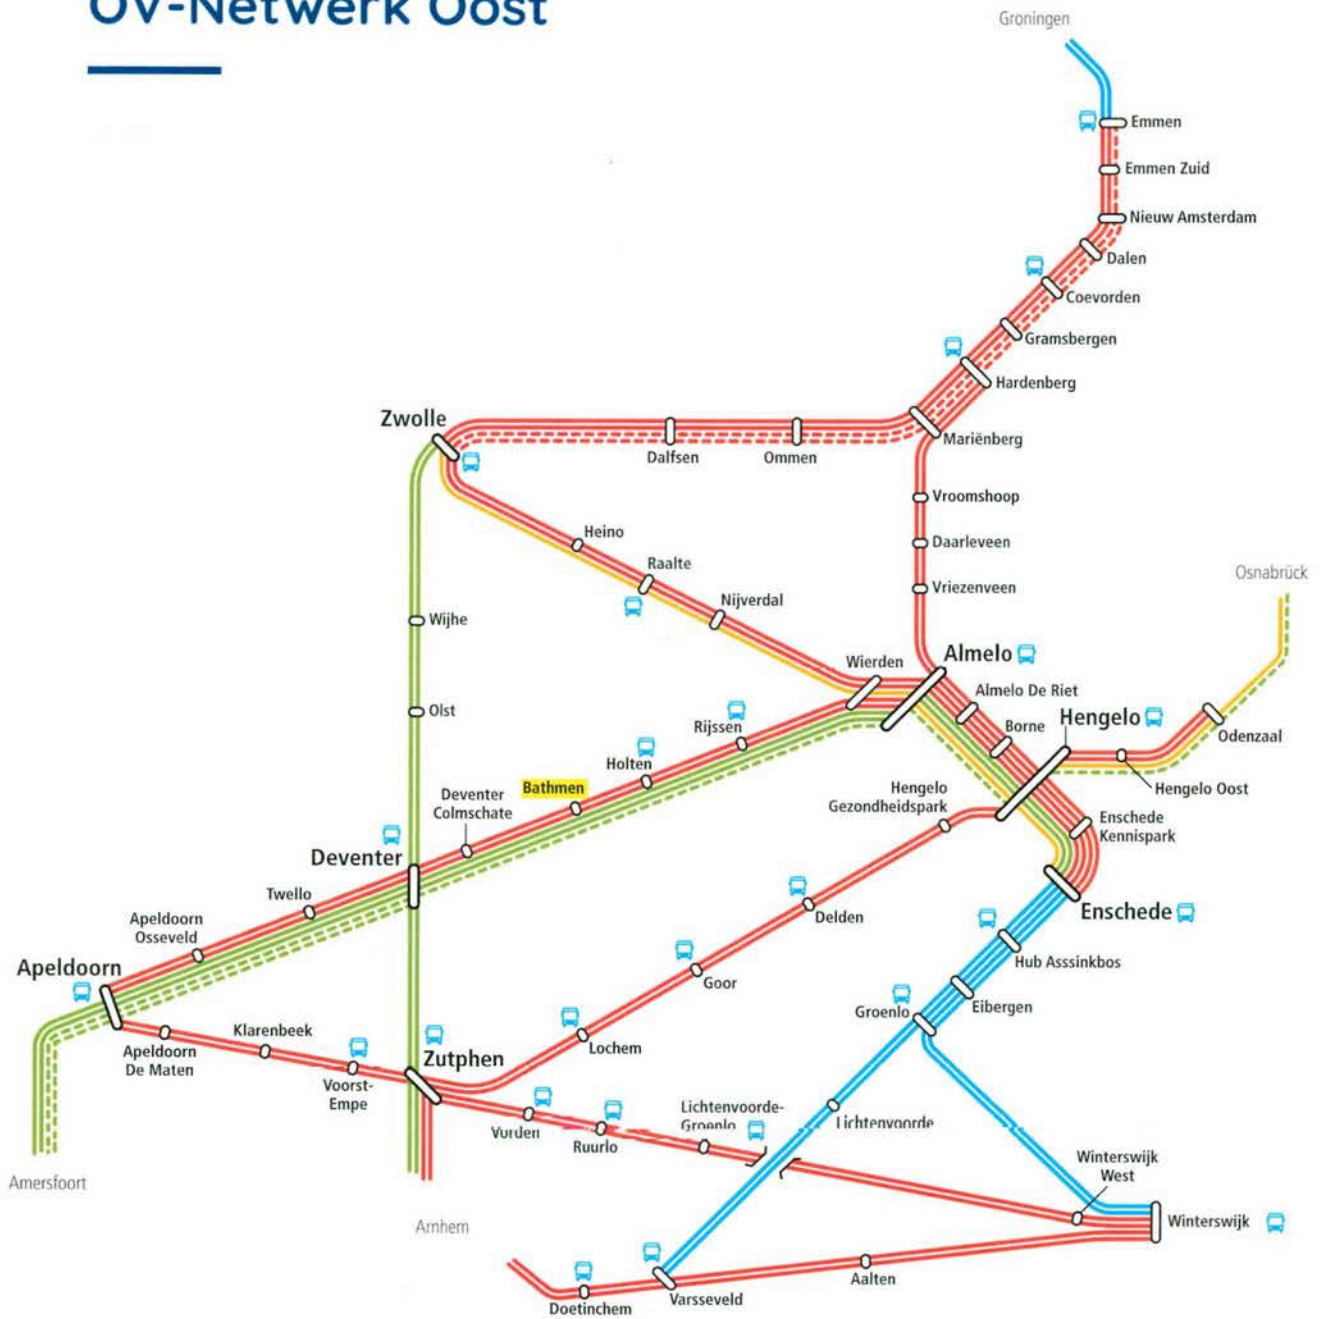 OV-Netwerk Oost
Groningen
Emmen
Emmen Zuid
Nieuw Amsterdam
Dalen
Coevorden
Gramsbergen
Hardenberg
Zwolle
Mariënberg
Dalfsen
Ommen
Vroomshoop
Heino
Daarleveen
Raalte
Osnabrück
Vriezenveen
Nijverdal
Wijhe
Almelo
Wierden
Almelo De Riet
Olst
Hengelo
Rijssen
Borne
Odenzaal
Holten
Bathmen
Deventer
Colmschate
Hengelo
Gezondheidspark
Hengelo Oost
Enschede
Kennispark
Deventer
Twello
Enschede
Apeldoorn
Osseveld
Delden
Apeldoorn
Hub Asssinkbos
Goor
Eibergen
Groenlo
Klarenbeek
Lochem
Apeldoorn
De Maten
Zutphen
Voorst-
Empe
Lichtenvoorde-
Groenlo
Lichtenvoorde
Vorden
Ruurlo
Winterswijk
West
Amersfoort
Arnhem
Winterswijk
Aalten
Varsseveld
Doetinchem